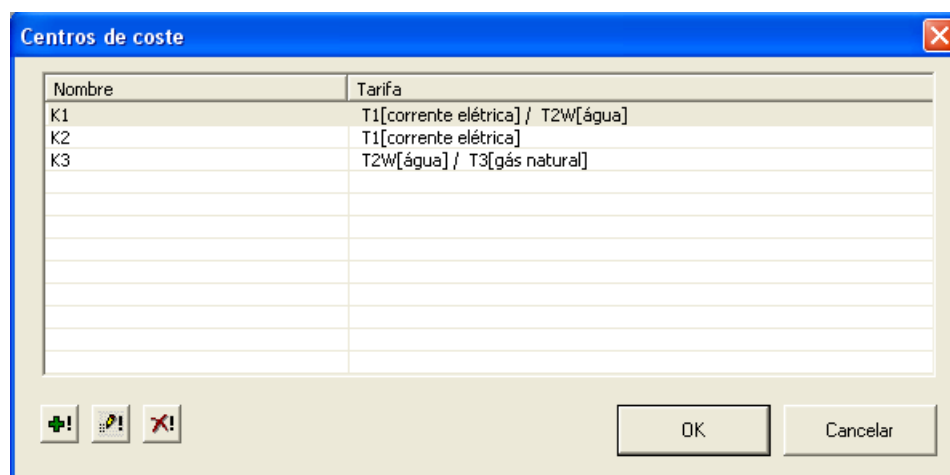 Centros de coste
Nombre Tarifa
K1 T1[corrente elétrica] / T2W[água]
K2 T1[corrente elétrica]
K3 T2W[água] / T3[gás natural]
OK Cancelar